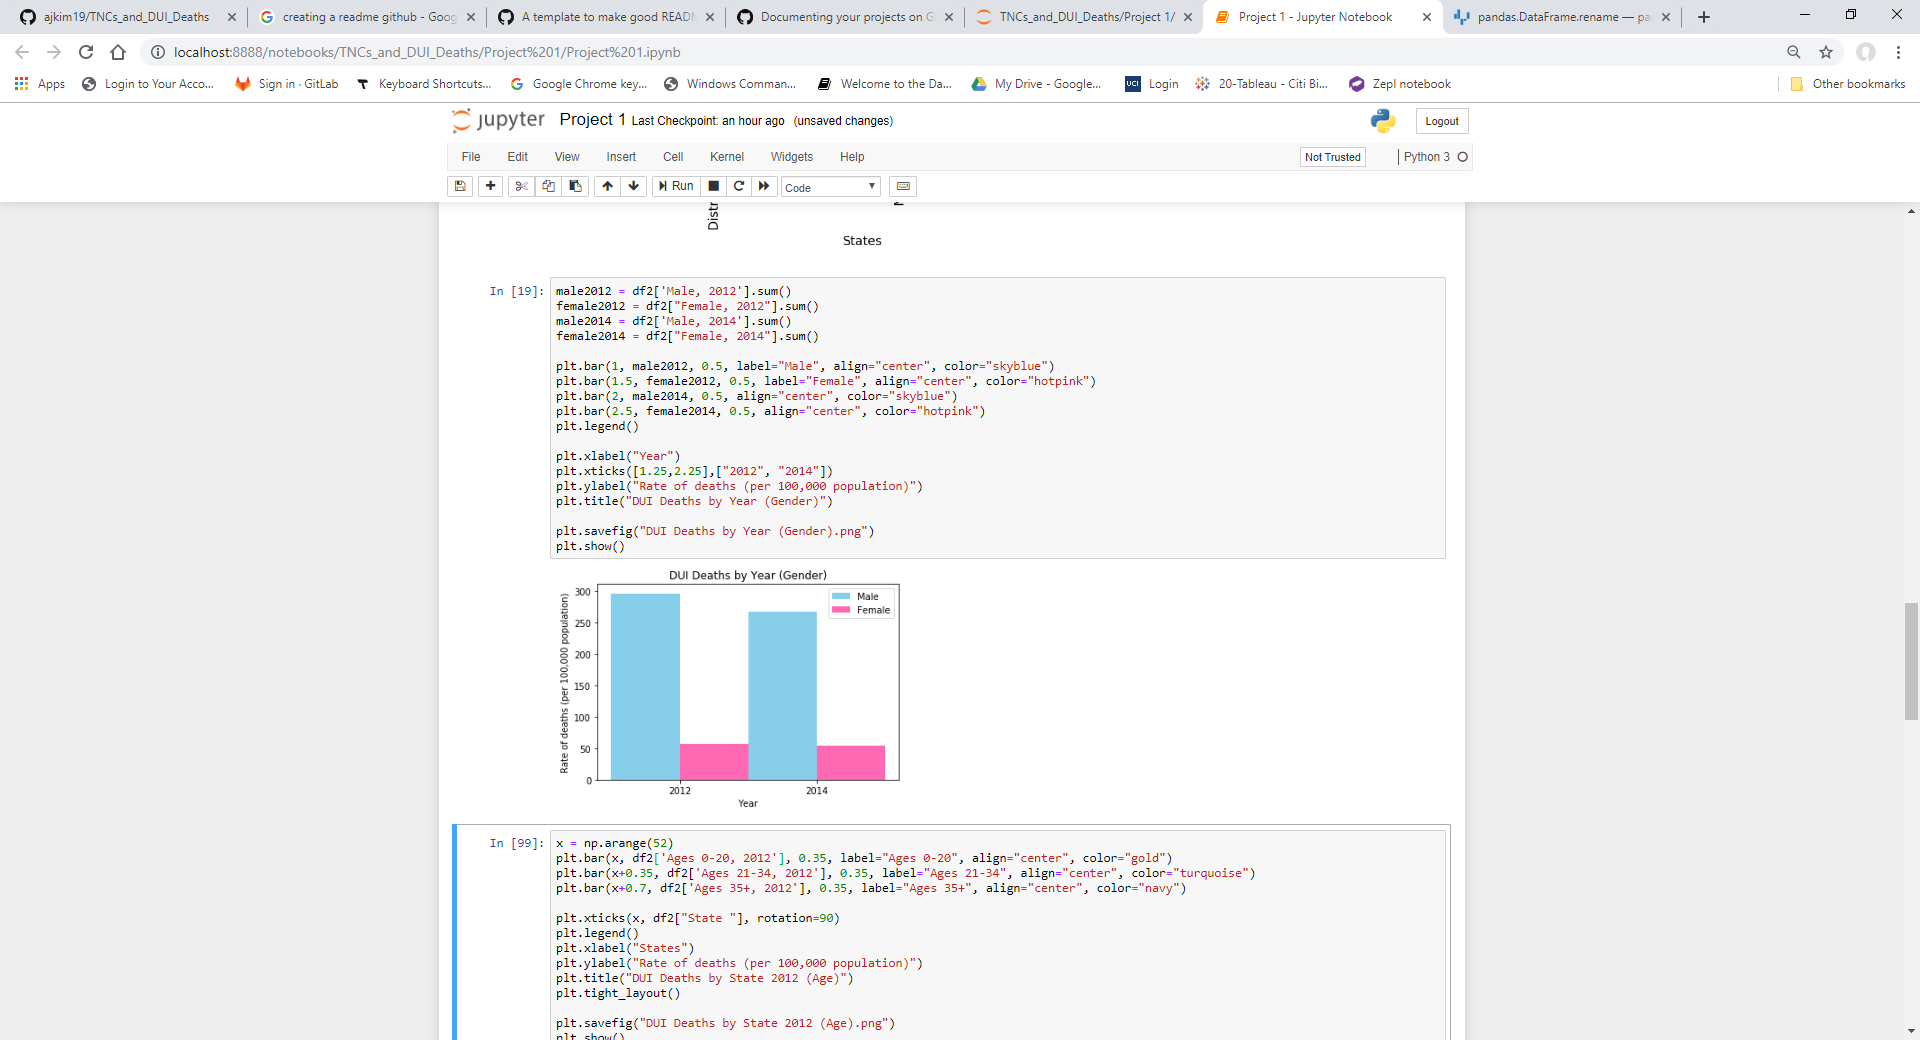 ajkim19/TNCs_and_DUI_Deaths
creating a readme github - Goog
A template to make good READM
Documenting your projects on G
TNCs_and_DUI_Deaths/Project 1/
Project 1 - Jupyter Notebook
pandas.DataFrame.rename — pa
localhost:8888/notebooks/TNCs_and_DUI_Deaths/Project%201/Project%201.ipynb
Apps
Login to Your Acco...
Sign in · GitLab
Keyboard Shortcuts...
Google Chrome key...
Windows Comman...
Welcome to the Da...
My Drive - Google...
UCI Login
20-Tableau - Citi Bi...
Zepl notebook
Other bookmarks
jupyter Project 1 Last Checkpoint: an hour ago (unsaved changes)
Logout
File Edit View Insert Cell Kernel Widgets Help
Not Trusted
Python 3
Run
Code
Distr
States
In [19]:
male2012 = df2['Male, 2012'].sum()
female2012 = df2["Female, 2012"].sum()
male2014 = df2['Male, 2014'].sum()
female2014 = df2["Female, 2014"].sum()
plt.bar(1, male2012, 0.5, label="Male", align="center", color="skyblue")
plt.bar(1.5, female2012, 0.5, label="Female", align="center", color="hotpink")
plt.bar(2, male2014, 0.5, align="center", color="skyblue")
plt.bar(2.5, female2014, 0.5, align="center", color="hotpink")
plt.legend()
plt.xlabel("Year")
plt.xticks([1.25,2.25],["2012", "2014"])
plt.ylabel("Rate of deaths (per 100,000 population)")
plt.title("DUI Deaths by Year (Gender)")
plt.savefig("DUI Deaths by Year (Gender).png")
plt.show()
DUI Deaths by Year (Gender)
Rate of deaths (per 100,000 population)
300
250
200
150
100
50
0
Male
Female
2012 2014
Year
In [99]:
x = np.arange(52)
plt.bar(x, df2['Ages 0-20, 2012'], 0.35, label="Ages 0-20", align="center", color="gold")
plt.bar(x+0.35, df2['Ages 21-34, 2012'], 0.35, label="Ages 21-34", align="center", color="turquoise")
plt.bar(x+0.7, df2['Ages 35+, 2012'], 0.35, label="Ages 35+", align="center", color="navy")
plt.xticks(x, df2["State "], rotation=90)
plt.legend()
plt.xlabel("States")
plt.ylabel("Rate of deaths (per 100,000 population)")
plt.title("DUI Deaths by State 2012 (Age)")
plt.tight_layout()
plt.savefig("DUI Deaths by State 2012 (Age).png")
plt.show()